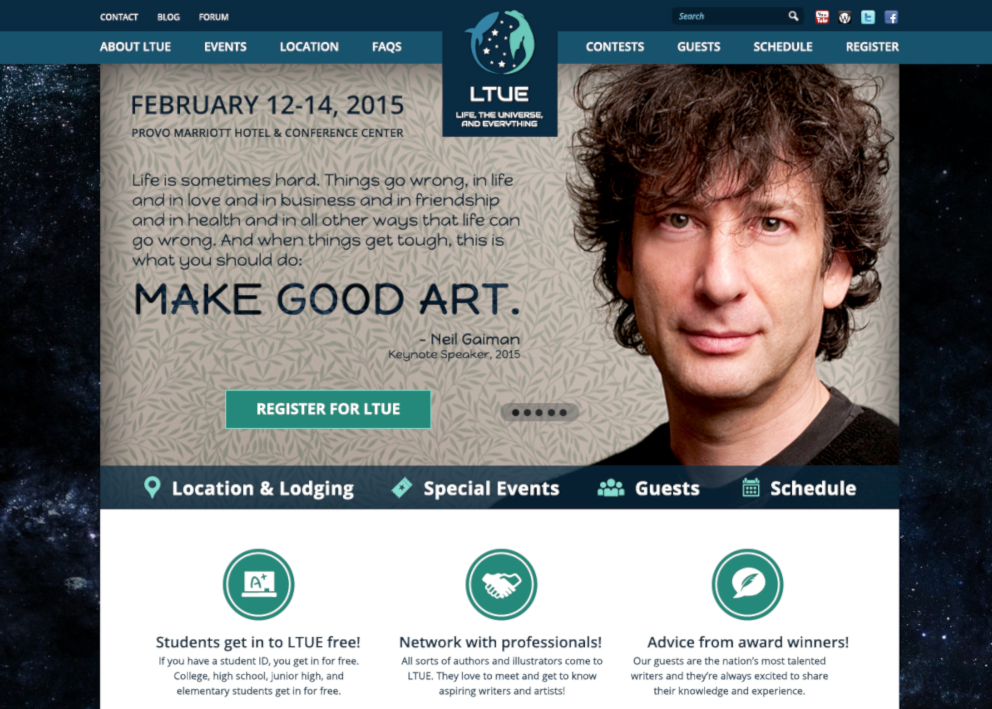 CONTACT BLOG FORUM
Search
You Tube
ABOUT LTUE EVENTS LOCATION FAQS
CONTESTS GUESTS SCHEDULE REGISTER
LTUE
LIFE, THE UNIVERSE,
AND EVERYTHING
FEBRUARY 12-14, 2015
PROVO MARRIOTT HOTEL & CONFERENCE CENTER
Life is sometimes hard. Things go wrong, in life
and in love and in business and in friendship
and in health and in all other ways that life can
go wrong. And when things get tough, this is
what you should do:
MAKE GOOD ART.
- Neil Gaiman
Keynote Speaker, 2015
REGISTER FOR LTUE
Location & Lodging Special Events Guests Schedule
A+
Students get in to LTUE free!
If you have a student ID, you get in for free.
College, high school, junior high, and
elementary students get in for free.
Network with professionals!
All sorts of authors and illustrators come to
LTUE. They love to meet and get to know
aspiring writers and artists!
Advice from award winners!
Our guests are the nation's most talented
writers and they're always excited to share
their knowledge and experience.